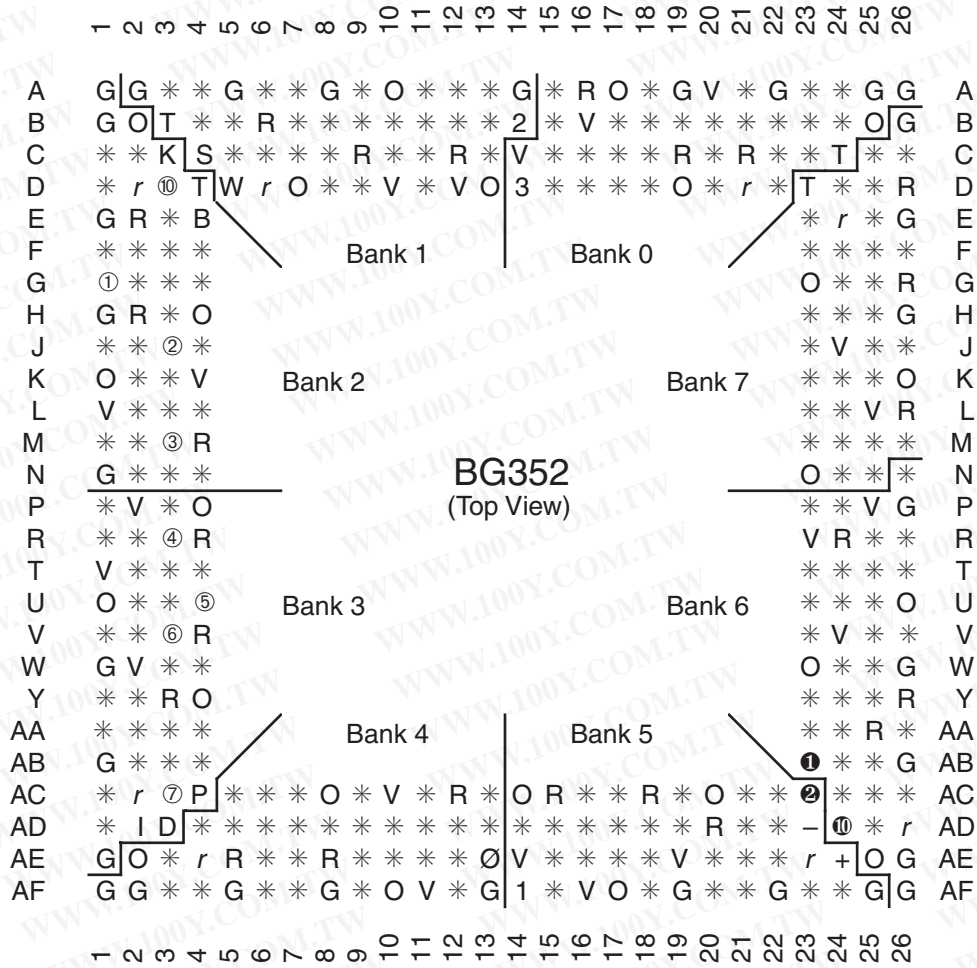 1 2 3 4 5 6 7 8 9 10 11 12 13 14 15 16 17 18 19 20 21 22 23 24 25 26
A G G ✳ ✳ G ✳ ✳ G ✳ O ✳ ✳ ✳ G ✳ R O ✳ G V ✳ G ✳ ✳ G G A
B G O T ✳ ✳ R ✳ ✳ ✳ ✳ ✳ ✳ ✳ 2 ✳ V ✳ ✳ ✳ ✳ ✳ ✳ ✳ ✳ O G B
C ✳ ✳ K S ✳ ✳ ✳ ✳ R ✳ ✳ R ✳ V ✳ ✳ ✳ ✳ R ✳ R ✳ ✳ T ✳ ✳ C
D ✳ r ⑩ T W r O ✳ ✳ V ✳ V O 3 ✳ ✳ ✳ ✳ O ✳ r ✳ T ✳ ✳ R D
E G R ✳ B ✳ r ✳ G E
F ✳ ✳ ✳ ✳ Bank 1 Bank 0 ✳ ✳ ✳ ✳ F
G ① ✳ ✳ ✳ O ✳ ✳ R G
H G R ✳ O ✳ ✳ ✳ G H
J ✳ ✳ ② ✳ ✳ V ✳ ✳ J
K O ✳ ✳ V Bank 2 Bank 7 ✳ ✳ ✳ O K
L V ✳ ✳ ✳ ✳ ✳ V R L
M ✳ ✳ ③ R ✳ ✳ ✳ ✳ M
N G ✳ ✳ ✳ BG352 O ✳ ✳ ✳ N
P ✳ V ✳ O (Top View) ✳ ✳ V G P
R ✳ ✳ ④ R V R ✳ ✳ R
T V ✳ ✳ ✳ ✳ ✳ ✳ ✳ T
U O ✳ ✳ ⑤ Bank 3 Bank 6 ✳ ✳ ✳ O U
V ✳ ✳ ⑥ R ✳ V ✳ ✳ V
W G V ✳ ✳ O ✳ ✳ G W
Y ✳ ✳ R O ✳ ✳ ✳ R Y
AA ✳ ✳ ✳ ✳ Bank 4 Bank 5 ✳ ✳ R ✳ AA
AB G ✳ ✳ ✳ ❶ ✳ ✳ G AB
AC ✳ r ⑦ P ✳ ✳ ✳ O ✳ V ✳ R ✳ O R ✳ ✳ R ✳ O ✳ ✳ ❷ ✳ ✳ ✳ AC
AD ✳ I D ✳ ✳ ✳ ✳ ✳ ✳ ✳ ✳ ✳ ✳ ✳ ✳ ✳ ✳ ✳ ✳ R ✳ ✳ – ❿ ✳ r AD
AE G O ✳ r R ✳ ✳ R ✳ ✳ ✳ ✳ Ø V ✳ ✳ ✳ ✳ V ✳ ✳ ✳ r + O G AE
AF G G ✳ ✳ G ✳ G ✳ O V ✳ G 1 ✳ V O ✳ G ✳ ✳ G ✳ ✳ G G AF
1 2 3 4 5 6 7 8 9 10 11 12 13 14 15 16 17 18 19 20 21 22 23 24 25 26
WWW.100Y.COM.TW